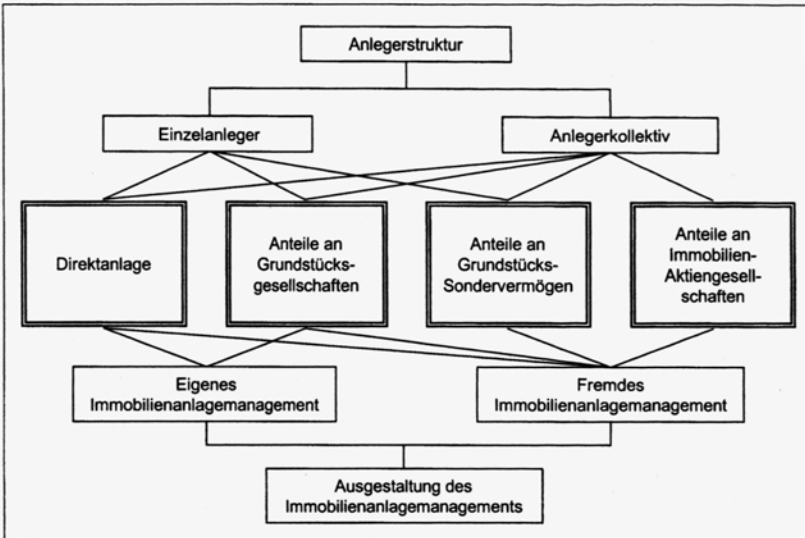 Anlegerstruktur
Einzelanleger
Anlegerkollektiv
Direktanlage
Anteile an
Grundstücks-
gesellschaften
Anteile an
Grundstücks-
Sondervermögen
Anteile an
Immobilien-
Aktiengesell-
schaften
Eigenes
Immobilienanlagemanagement
Fremdes
Immobilienanlagemanagement
Ausgestaltung des
Immobilienanlagemanagements